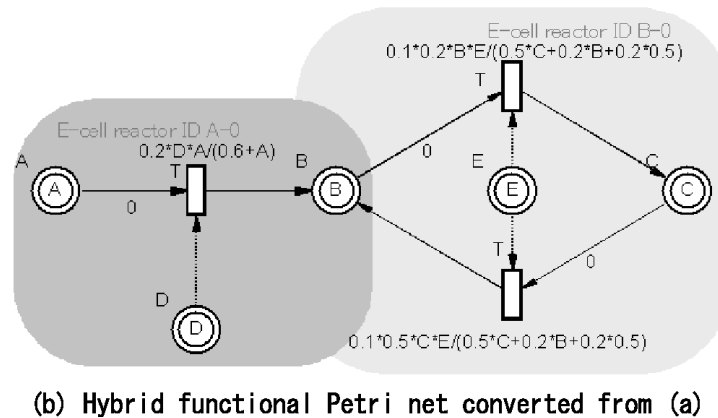 E-cell reactor ID B-0
0.1*0.2*B*E/(0.5*C+0.2*B+0.2*0.5)
T
E-cell reactor ID A-0
0.2*D*A/(0.6+A)
A
T
B
0
E
C
A
B
E
C
0
T
0
D
D
0.1*0.5*C*E/(0.5*C+0.2*B+0.2*0.5)
(b) Hybrid functional Petri net converted from (a)